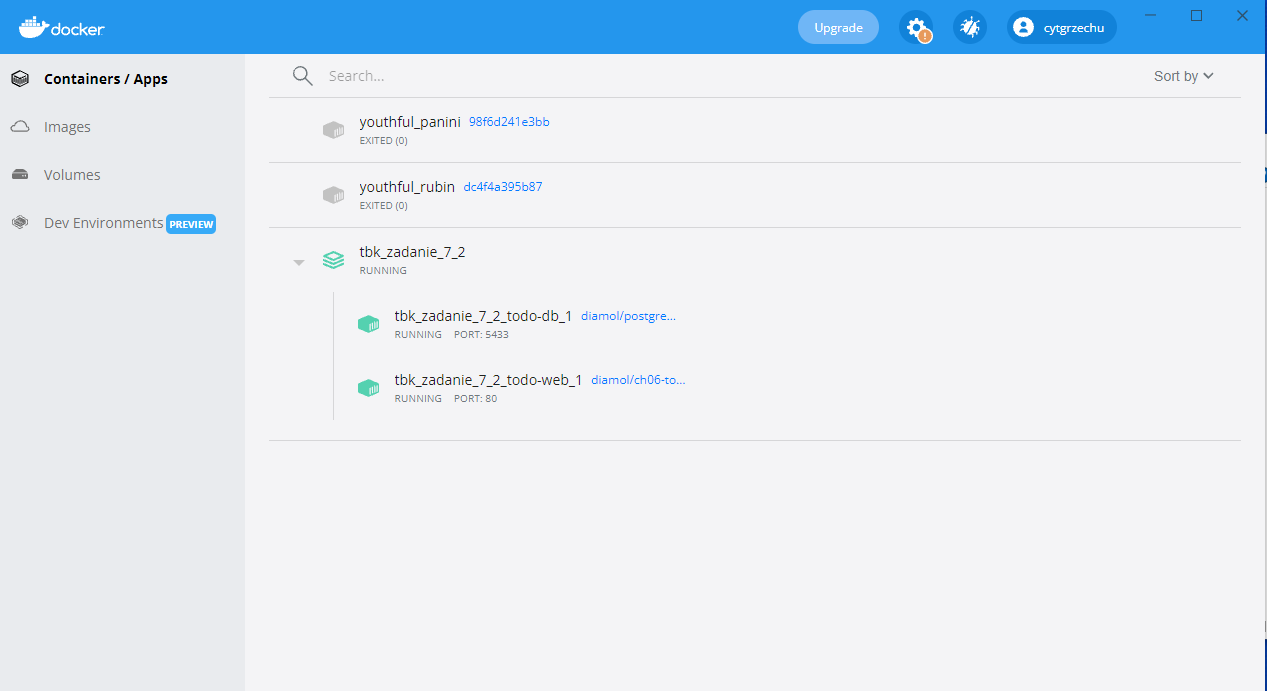 docker
Upgrade
cytgrzechu
Containers / Apps
Images
Volumes
Dev Environments PREVIEW
Search...
Sort by
youthful_panini 98f6d241e3bb
EXITED (0)
youthful_rubin dc4f4a395b87
EXITED (0)
tbk_zadanie_7_2
RUNNING
tbk_zadanie_7_2_todo-db_1 diamol/postgre...
RUNNING PORT: 5433
tbk_zadanie_7_2_todo-web_1 diamol/ch06-to...
RUNNING PORT: 80